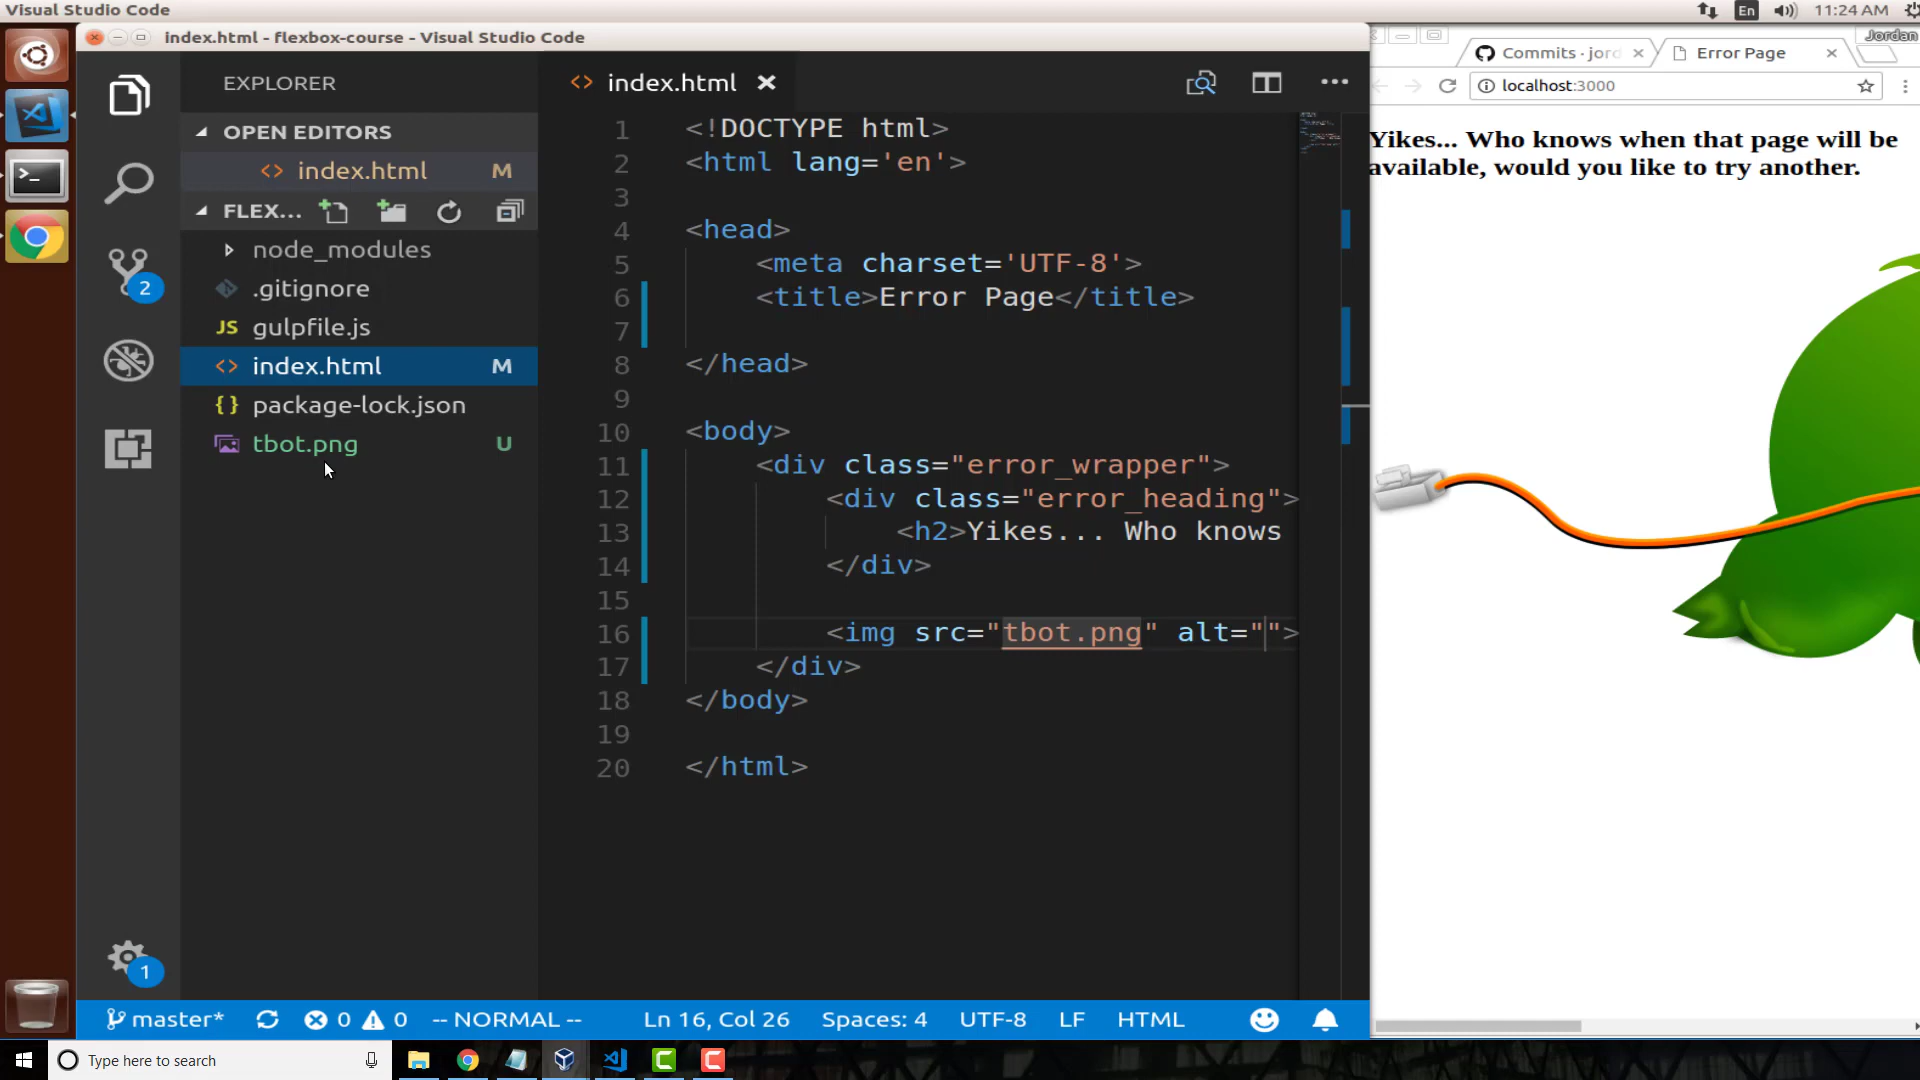 Visual Studio Code
En
11:24 AM
index.html - flexbox-course - Visual Studio Code
Jordan
EXPLORER
OPEN EDITORS
<> index.html M
FLEX...
node_modules
.gitignore
JS gulpfile.js
<> index.html M
{ } package-lock.json
tbot.png U
2
1
<> index.html
1 <!DOCTYPE html>
2 <html lang='en'>
3
4 <head>
5 <meta charset='UTF-8'>
6 <title>Error Page</title>
7
8 </head>
9
10 <body>
11 <div class="error_wrapper">
12 <div class="error_heading">
13 <h2>Yikes... Who knows
14 </div>
15
16 <img src="tbot.png" alt="">
17 </div>
18 </body>
19
20 </html>
Commits · jord
Error Page
localhost:3000
Yikes... Who knows when that page will be
available, would you like to try another.
master* 0 0 -- NORMAL -- Ln 16, Col 26 Spaces: 4 UTF-8 LF HTML
Type here to search